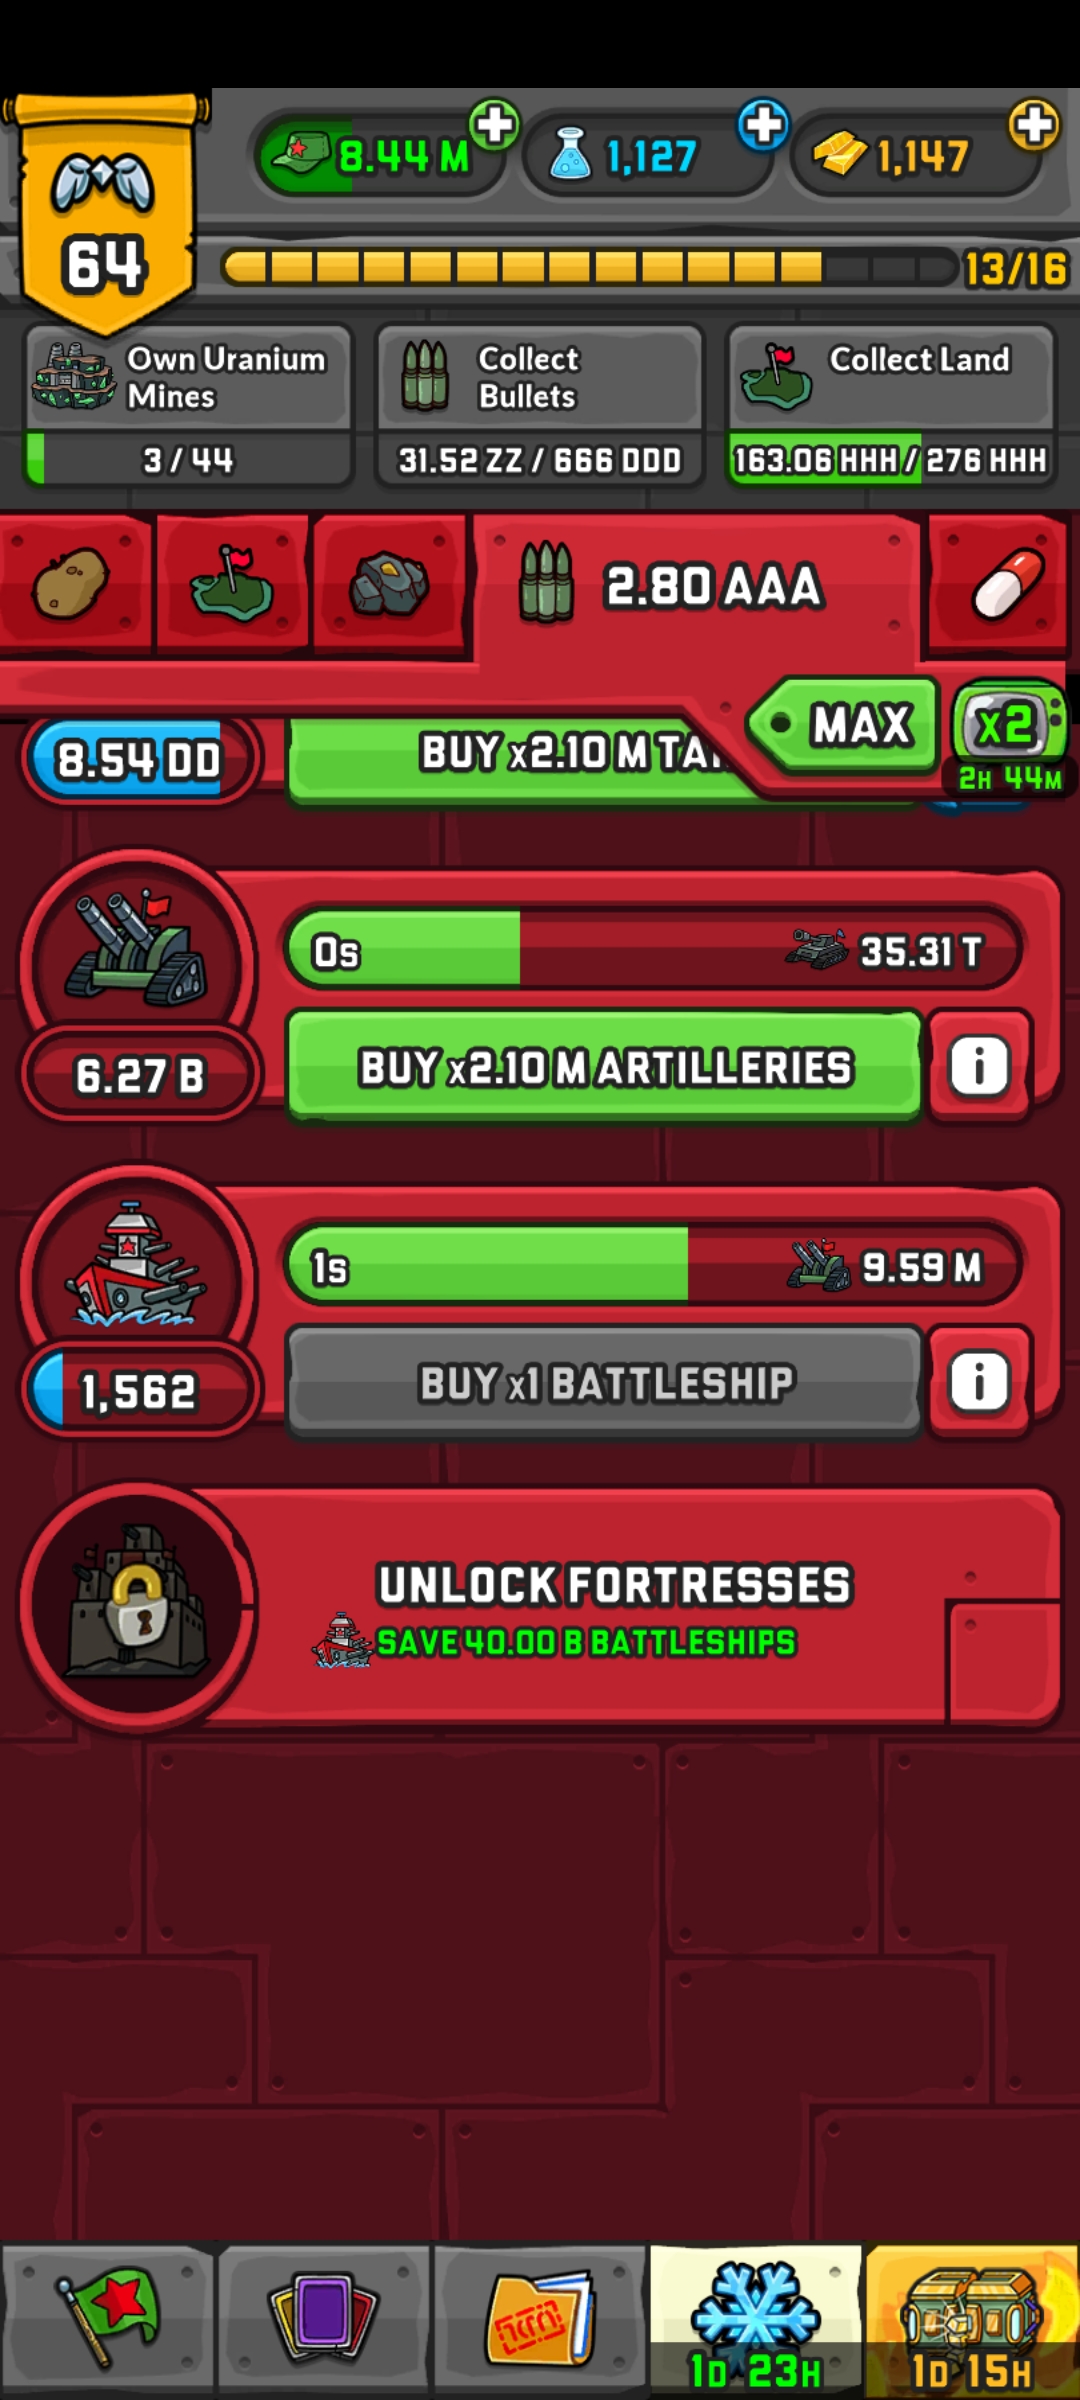 8.44 M
1,127
1,147
64
13/16
Own Uranium
Mines
3 / 44
Collect
Bullets
31.52 ZZ / 666 DDD
Collect Land
163.06 HHH / 276 HHH
2.80 AAA
MAX
x2
2H 44M
8.54 DD
BUY x2.10 M TA
0s
35.31 T
6.27 B
BUY x2.10 M ARTILLERIES
i
1s
9.59 M
1,562
BUY x1 BATTLESHIP
i
UNLOCK FORTRESSES
SAVE 40.00 B BATTLESHIPS
1D 23H
1D 15H